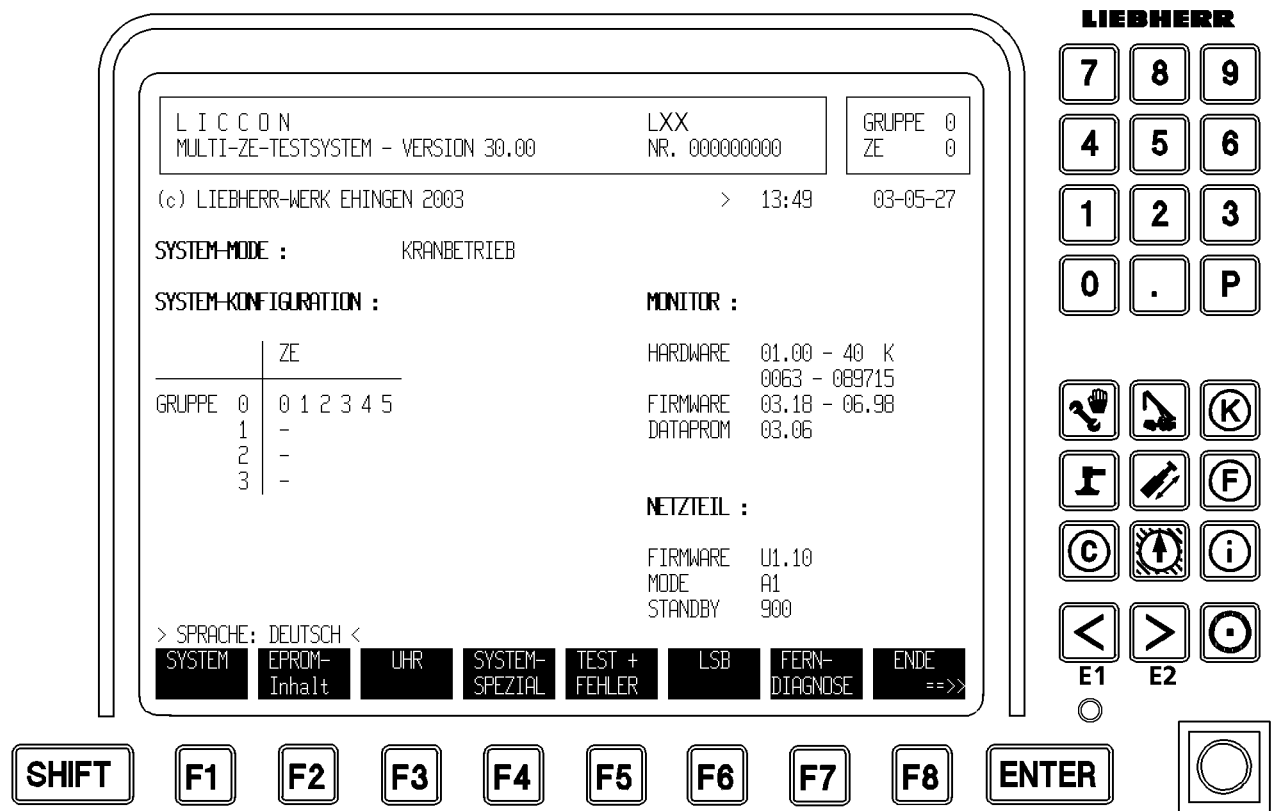 LIEBHERR
L I C C O N LXX GRUPPE 0
MULTI-ZE-TESTSYSTEM - VERSION 30.00 NR. 000000000 ZE 0
(c) LIEBHERR-WERK EHINGEN 2003 > 13:49 03-05-27
SYSTEM-MODE : KRANBETRIEB
SYSTEM-KONFIGURATION :
ZE
GRUPPE 0 0 1 2 3 4 5
1 -
2 -
3 -
MONITOR :
HARDWARE 01.00 - 40 K
0063 - 089715
FIRMWARE 03.18 - 06.98
DATAPROM 03.06
NETZTEIL :
FIRMWARE U1.10
MODE A1
STANDBY 900
> SPRACHE: DEUTSCH <
SYSTEM EPROM- UHR SYSTEM- TEST + LSB FERN- ENDE
Inhalt SPEZIAL FEHLER DIAGNOSE ==>>
7 8 9
4 5 6
1 2 3
0 . P
K
F
C i
< >
E1 E2
SHIFT F1 F2 F3 F4 F5 F6 F7 F8 ENTER